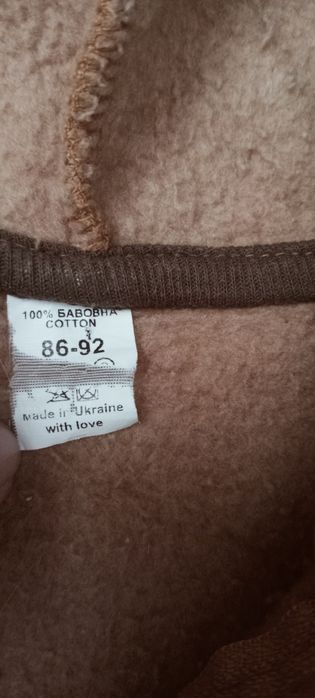 100% БАВОВНА
COTTON
86-92
made in Ukraine
with love